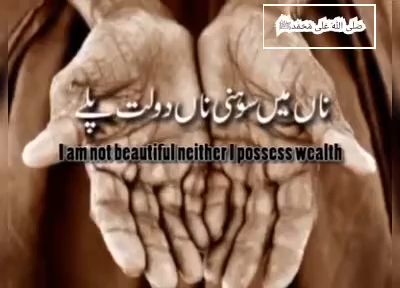 صلی اللہ علی محمد ﷺ
ناں میں سوہنی ناں دولت پلے
I am not beautiful neither I possess wealth